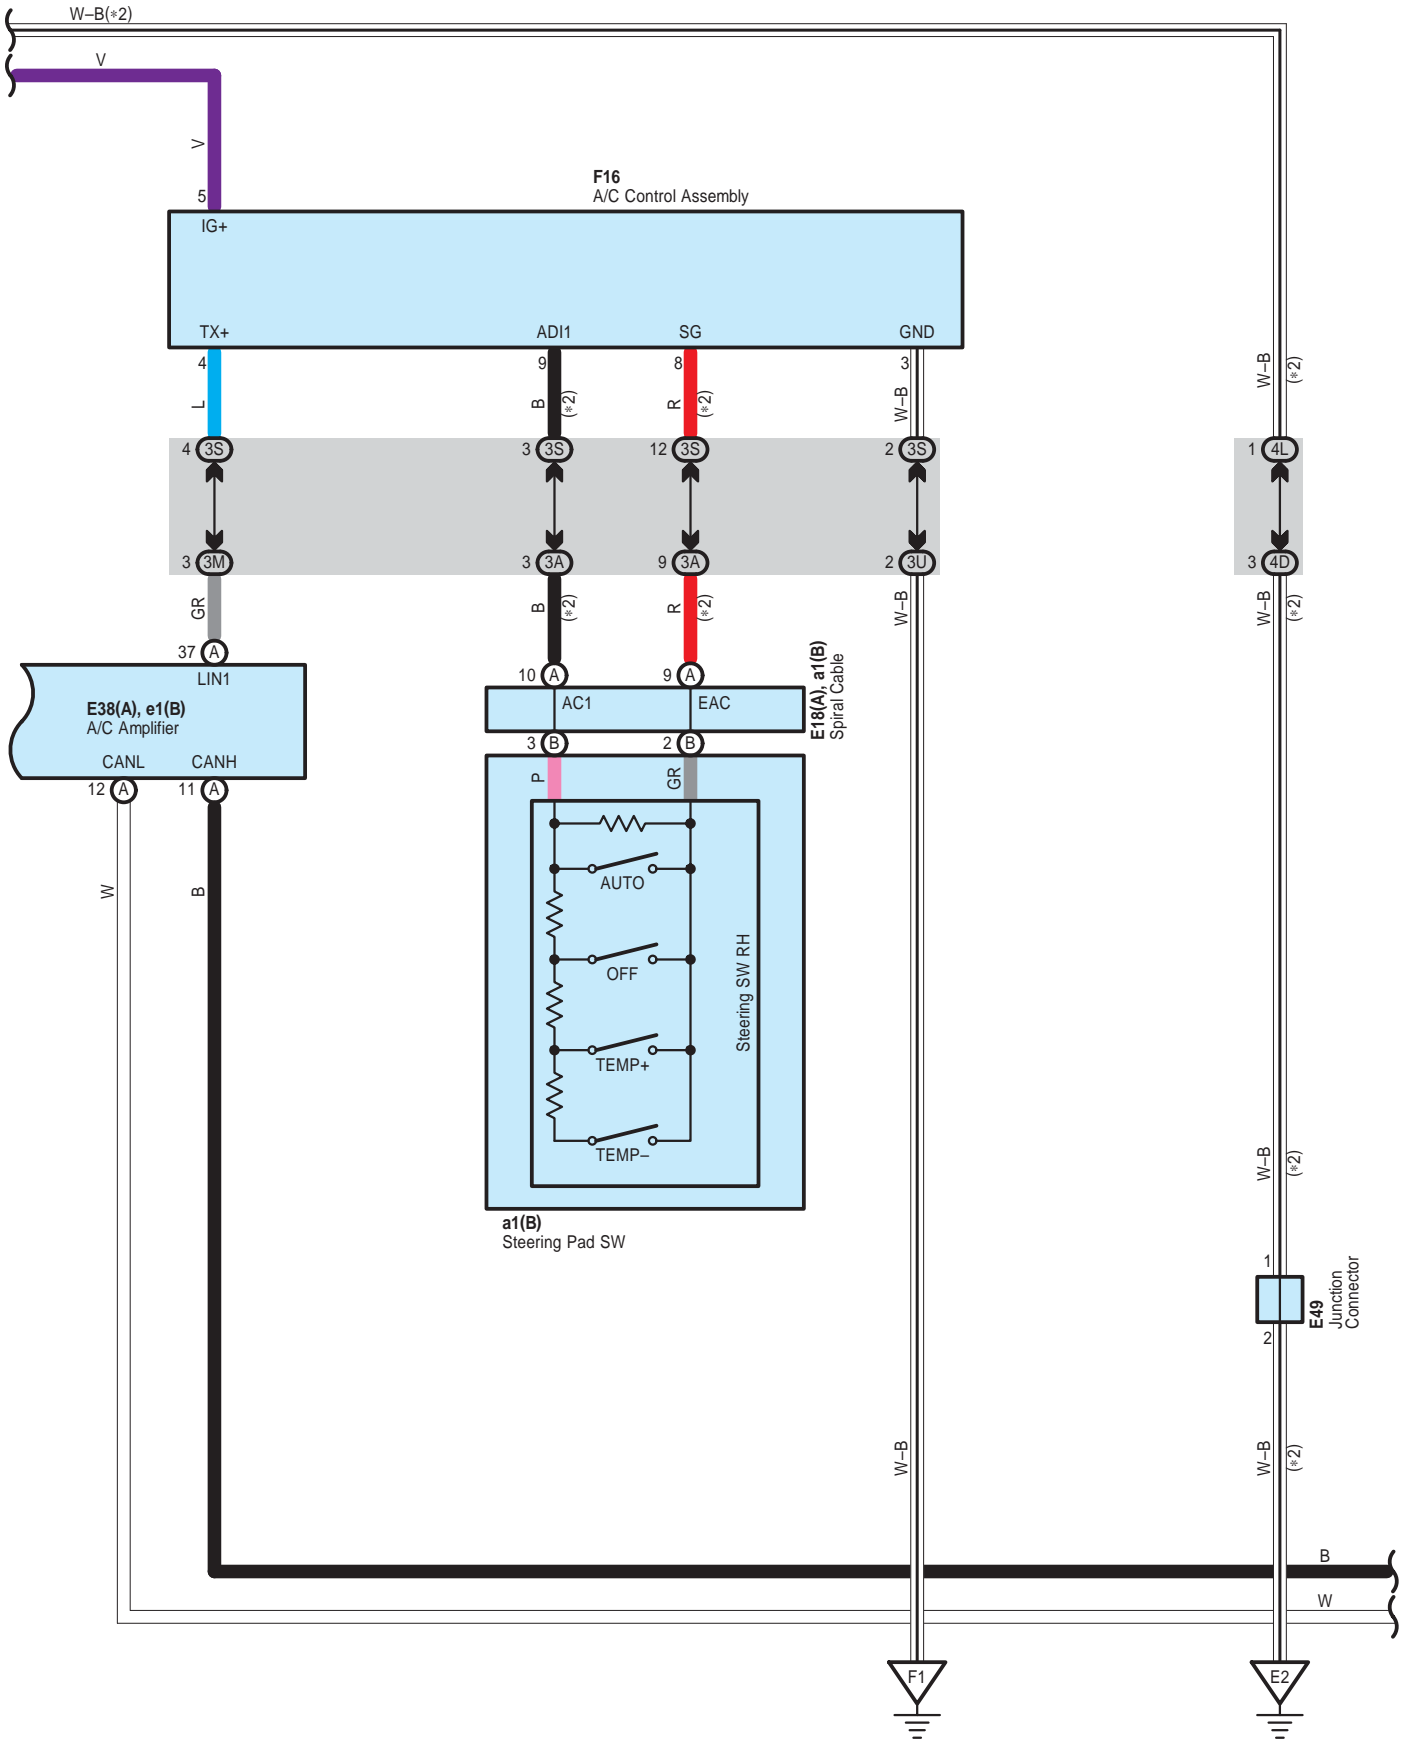 W–B(∗2)
V
V
F16
A/C Control Assembly
5
IG+
TX+ ADI1 SG GND
4 9 8 3
L
B
(∗2)
R
(∗2)
W–B
W–B
(∗2)
4 3S 3 3S 12 3S 2 3S 1 4L
3 3M 3 3A 9 3A 2 3U 3 4D
GR
B
(∗2)
R
(∗2)
W–B
W–B
(∗2)
37 A
LIN1
E38(A), e1(B)
A/C Amplifier
CANL CANH
12 A 11 A
10 A 9 A
AC1 EAC
E18(A), a1(B)
Spiral Cable
3 B 2 B
P
GR
W
B
AUTO
OFF
TEMP+
TEMP–
Steering SW RH
a1(B)
Steering Pad SW
W–B
(∗2)
1
E49
Junction
Connector
2
W–B
W–B
(∗2)
B
W
F1 E2